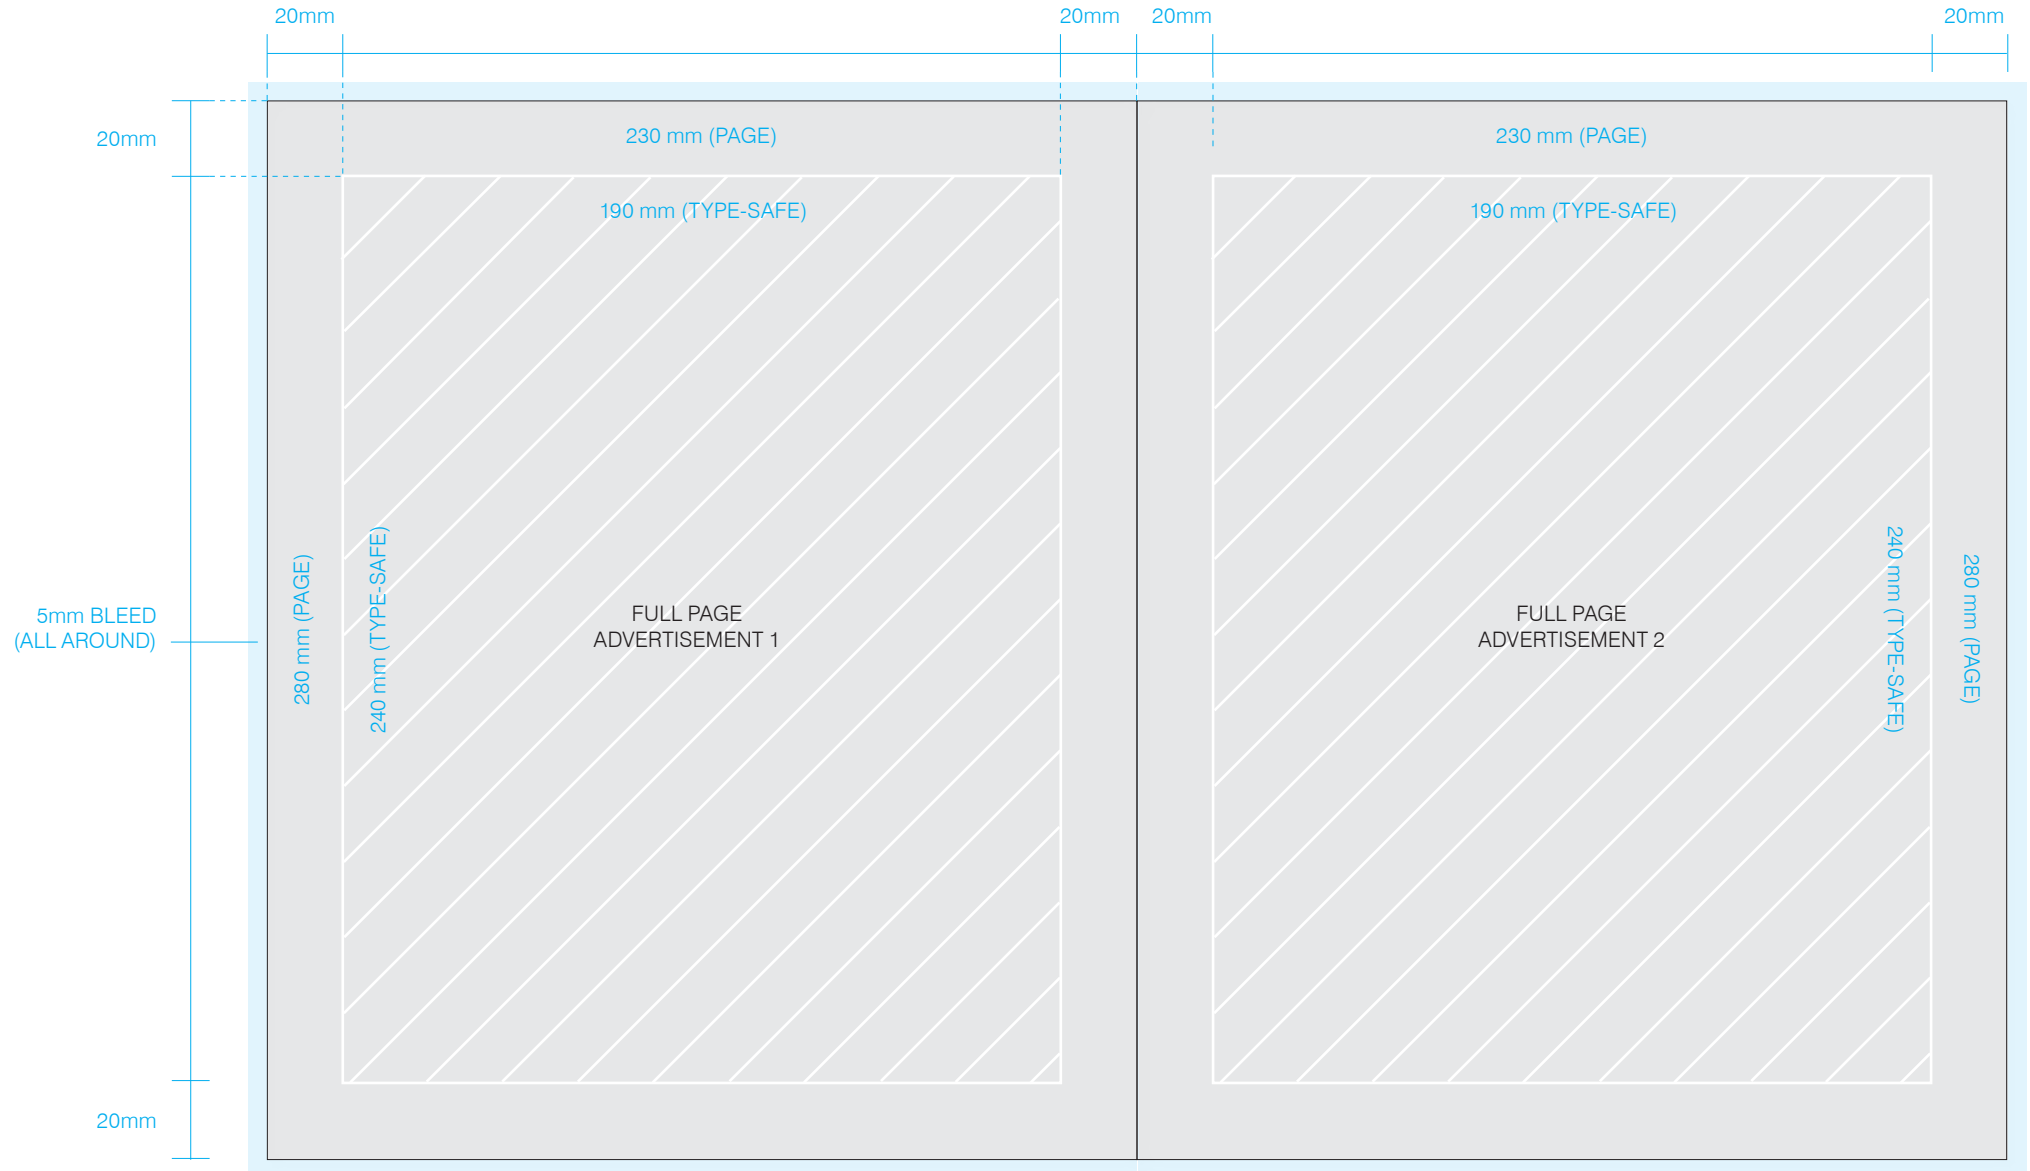 20mm
20mm
20mm
20mm
20mm
230 mm (PAGE)
230 mm (PAGE)
190 mm (TYPE-SAFE)
190 mm (TYPE-SAFE)
5mm BLEED
(ALL AROUND)
280 mm (PAGE)
240 mm (TYPE-SAFE)
FULL PAGE
ADVERTISEMENT 1
FULL PAGE
ADVERTISEMENT 2
240 mm (TYPE-SAFE)
280 mm (PAGE)
20mm